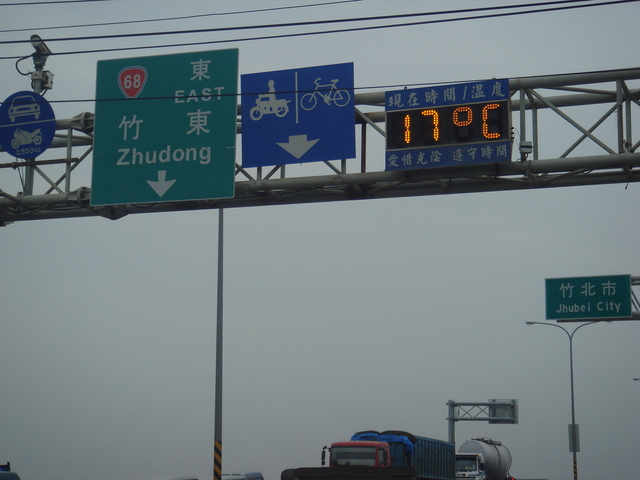 68
東
EAST
竹 東
Zhudong
現在時間/溫度
17°C
愛惜光陰 遵守時間
竹北市
Jhubei City
≥550cc